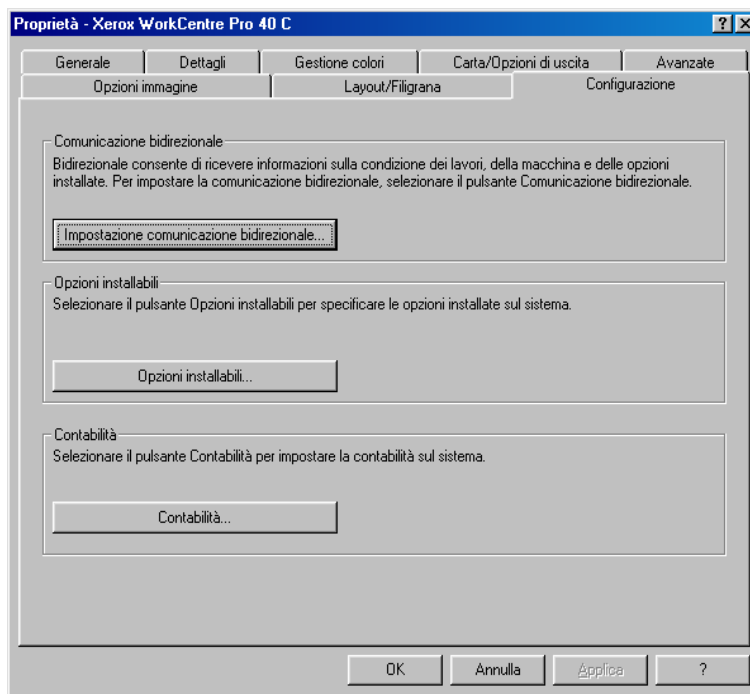 Proprietà - Xerox WorkCentre Pro 40 C
? ×
Generale Dettagli Gestione colori Carta/Opzioni di uscita Avanzate
Opzioni immagine Layout/Filigrana Configurazione
Comunicazione bidirezionale
Bidirezionale consente di ricevere informazioni sulla condizione dei lavori, della macchina e delle opzioni
installate. Per impostare la comunicazione bidirezionale, selezionare il pulsante Comunicazione bidirezionale.
Impostazione comunicazione bidirezionale...
Opzioni installabili
Selezionare il pulsante Opzioni installabili per specificare le opzioni installate sul sistema.
Opzioni installabili...
Contabilità
Selezionare il pulsante Contabilità per impostare la contabilità sul sistema.
Contabilità...
OK Annulla Applica ?